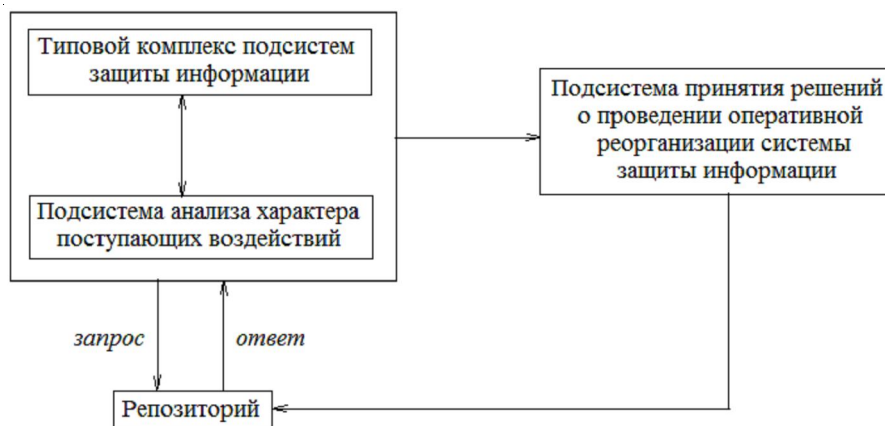 Типовой комплекс подсистем
защиты информации
Подсистема принятия решений
о проведении оперативной
реорганизации системы
защиты информации
Подсистема анализа характера
поступающих воздействий
запрос
ответ
Репозиторий